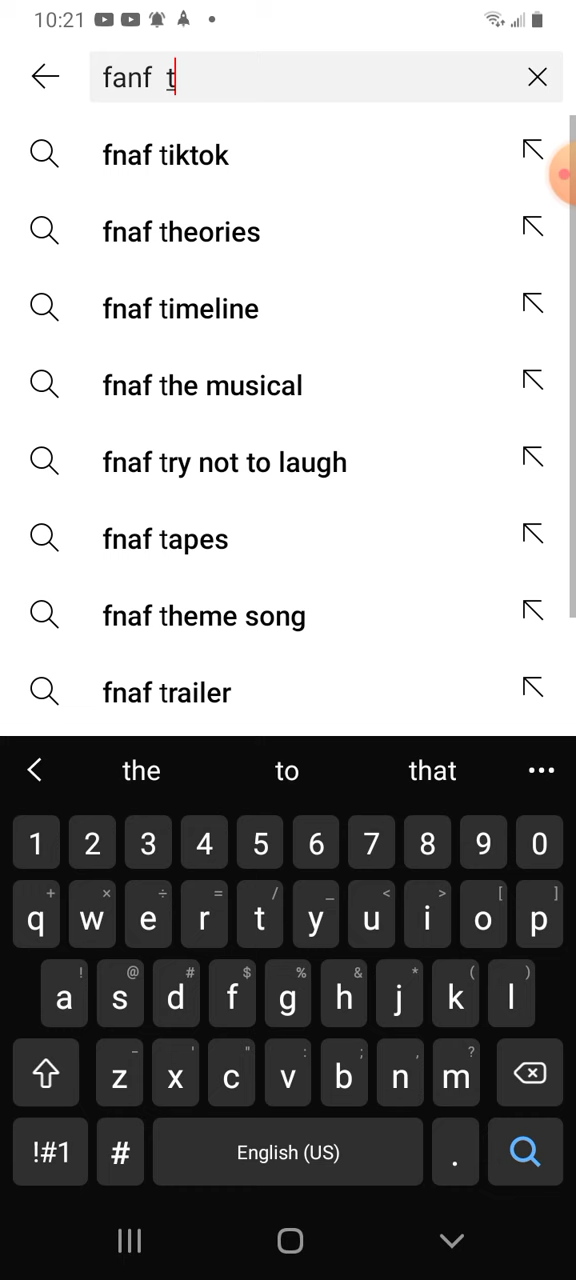 10:21
fanf t
fnaf tiktok
fnaf theories
fnaf timeline
fnaf the musical
fnaf try not to laugh
fnaf tapes
fnaf theme song
fnaf trailer
the to that •••
1 2 3 4 5 6 7 8 9 0
+ × ÷ = / _ < > [ ]
q w e r t y u i o p
! @ # $ % & * ( )
a s d f g h j k l
- ' " : ; , ?
z x c v b n m
!#1 # English (US) .